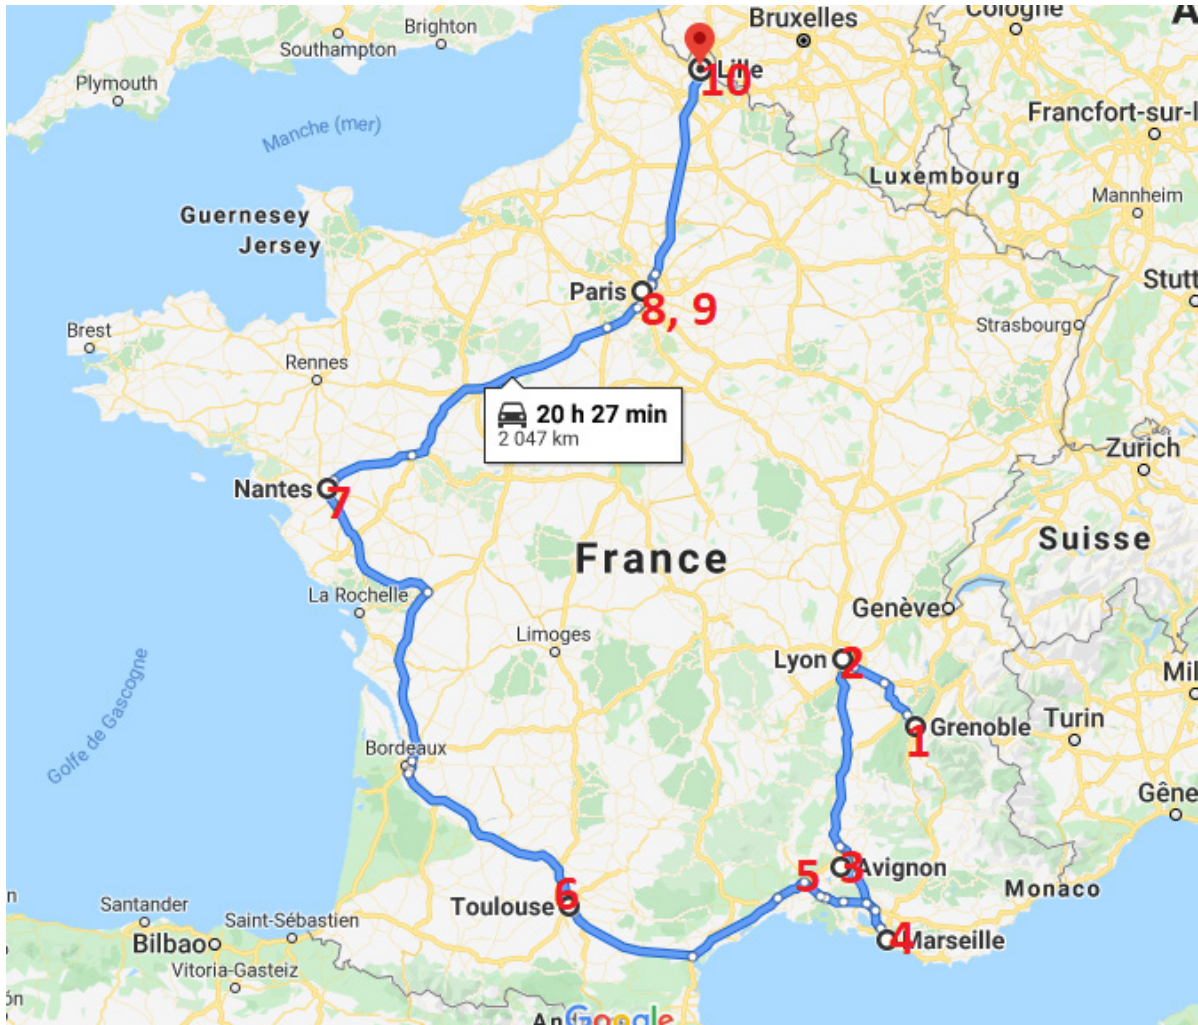 Bruxelles
Cologne
Brighton
Southampton
Lille
10
Plymouth
Manche (mer)
Francfort-sur-l
Luxembourg
Mannheim
Guernesey
Jersey
Paris
8, 9
Stutt
Strasbourg
Brest
Rennes
20 h 27 min
2 047 km
Zurich
Nantes
7
Suisse
France
La Rochelle
Genève
Limoges
Lyon
2
Mil
Golfe de Gascogne
Grenoble
1
Turin
Bordeaux
Gêne
3
Avignon
5
Monaco
6
Toulouse
Santander
Saint-Sébastien
Bilbao
4
Marseille
Vitoria-Gasteiz
ón
An
Google